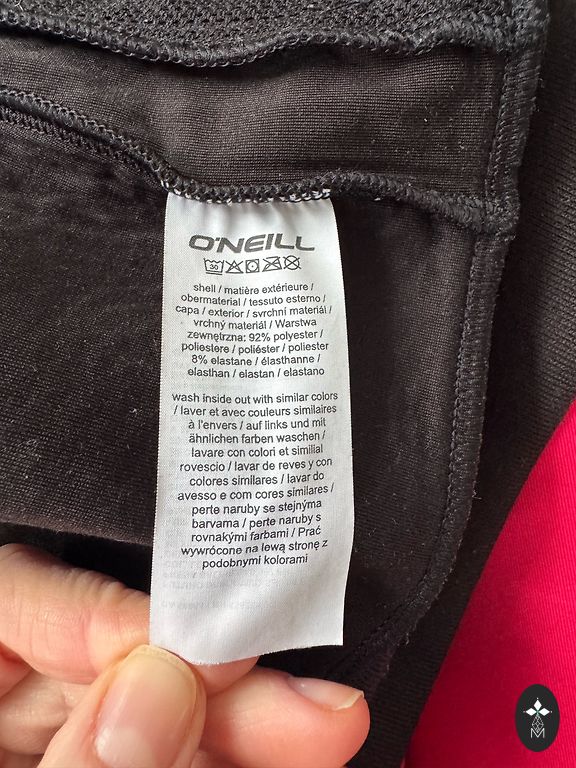 O'NEILL
30
shell / matière extérieure /
obermaterial / tessuto esterno /
capa / exterior / svrchní materiál /
vrchný materiál / Warstwa
zewnętrzna: 92% polyester /
poliestere / poliéster / poliester
8% elastane / élasthanne /
elasthan / elastan / elastano
wash inside out with similar colors
/ laver et avec couleurs similaires
à l'envers / auf links und mit
ähnlichen farben waschen /
lavare con colori et similial
rovescio / lavar de reves y con
colores similares / lavar do
avesso e com cores similares /
perte naruby se stejnýma
barvama / perte naruby s
rovnakými farbami / Prać
wywrócone na lewą stronę z
podobnymi kolorami
M